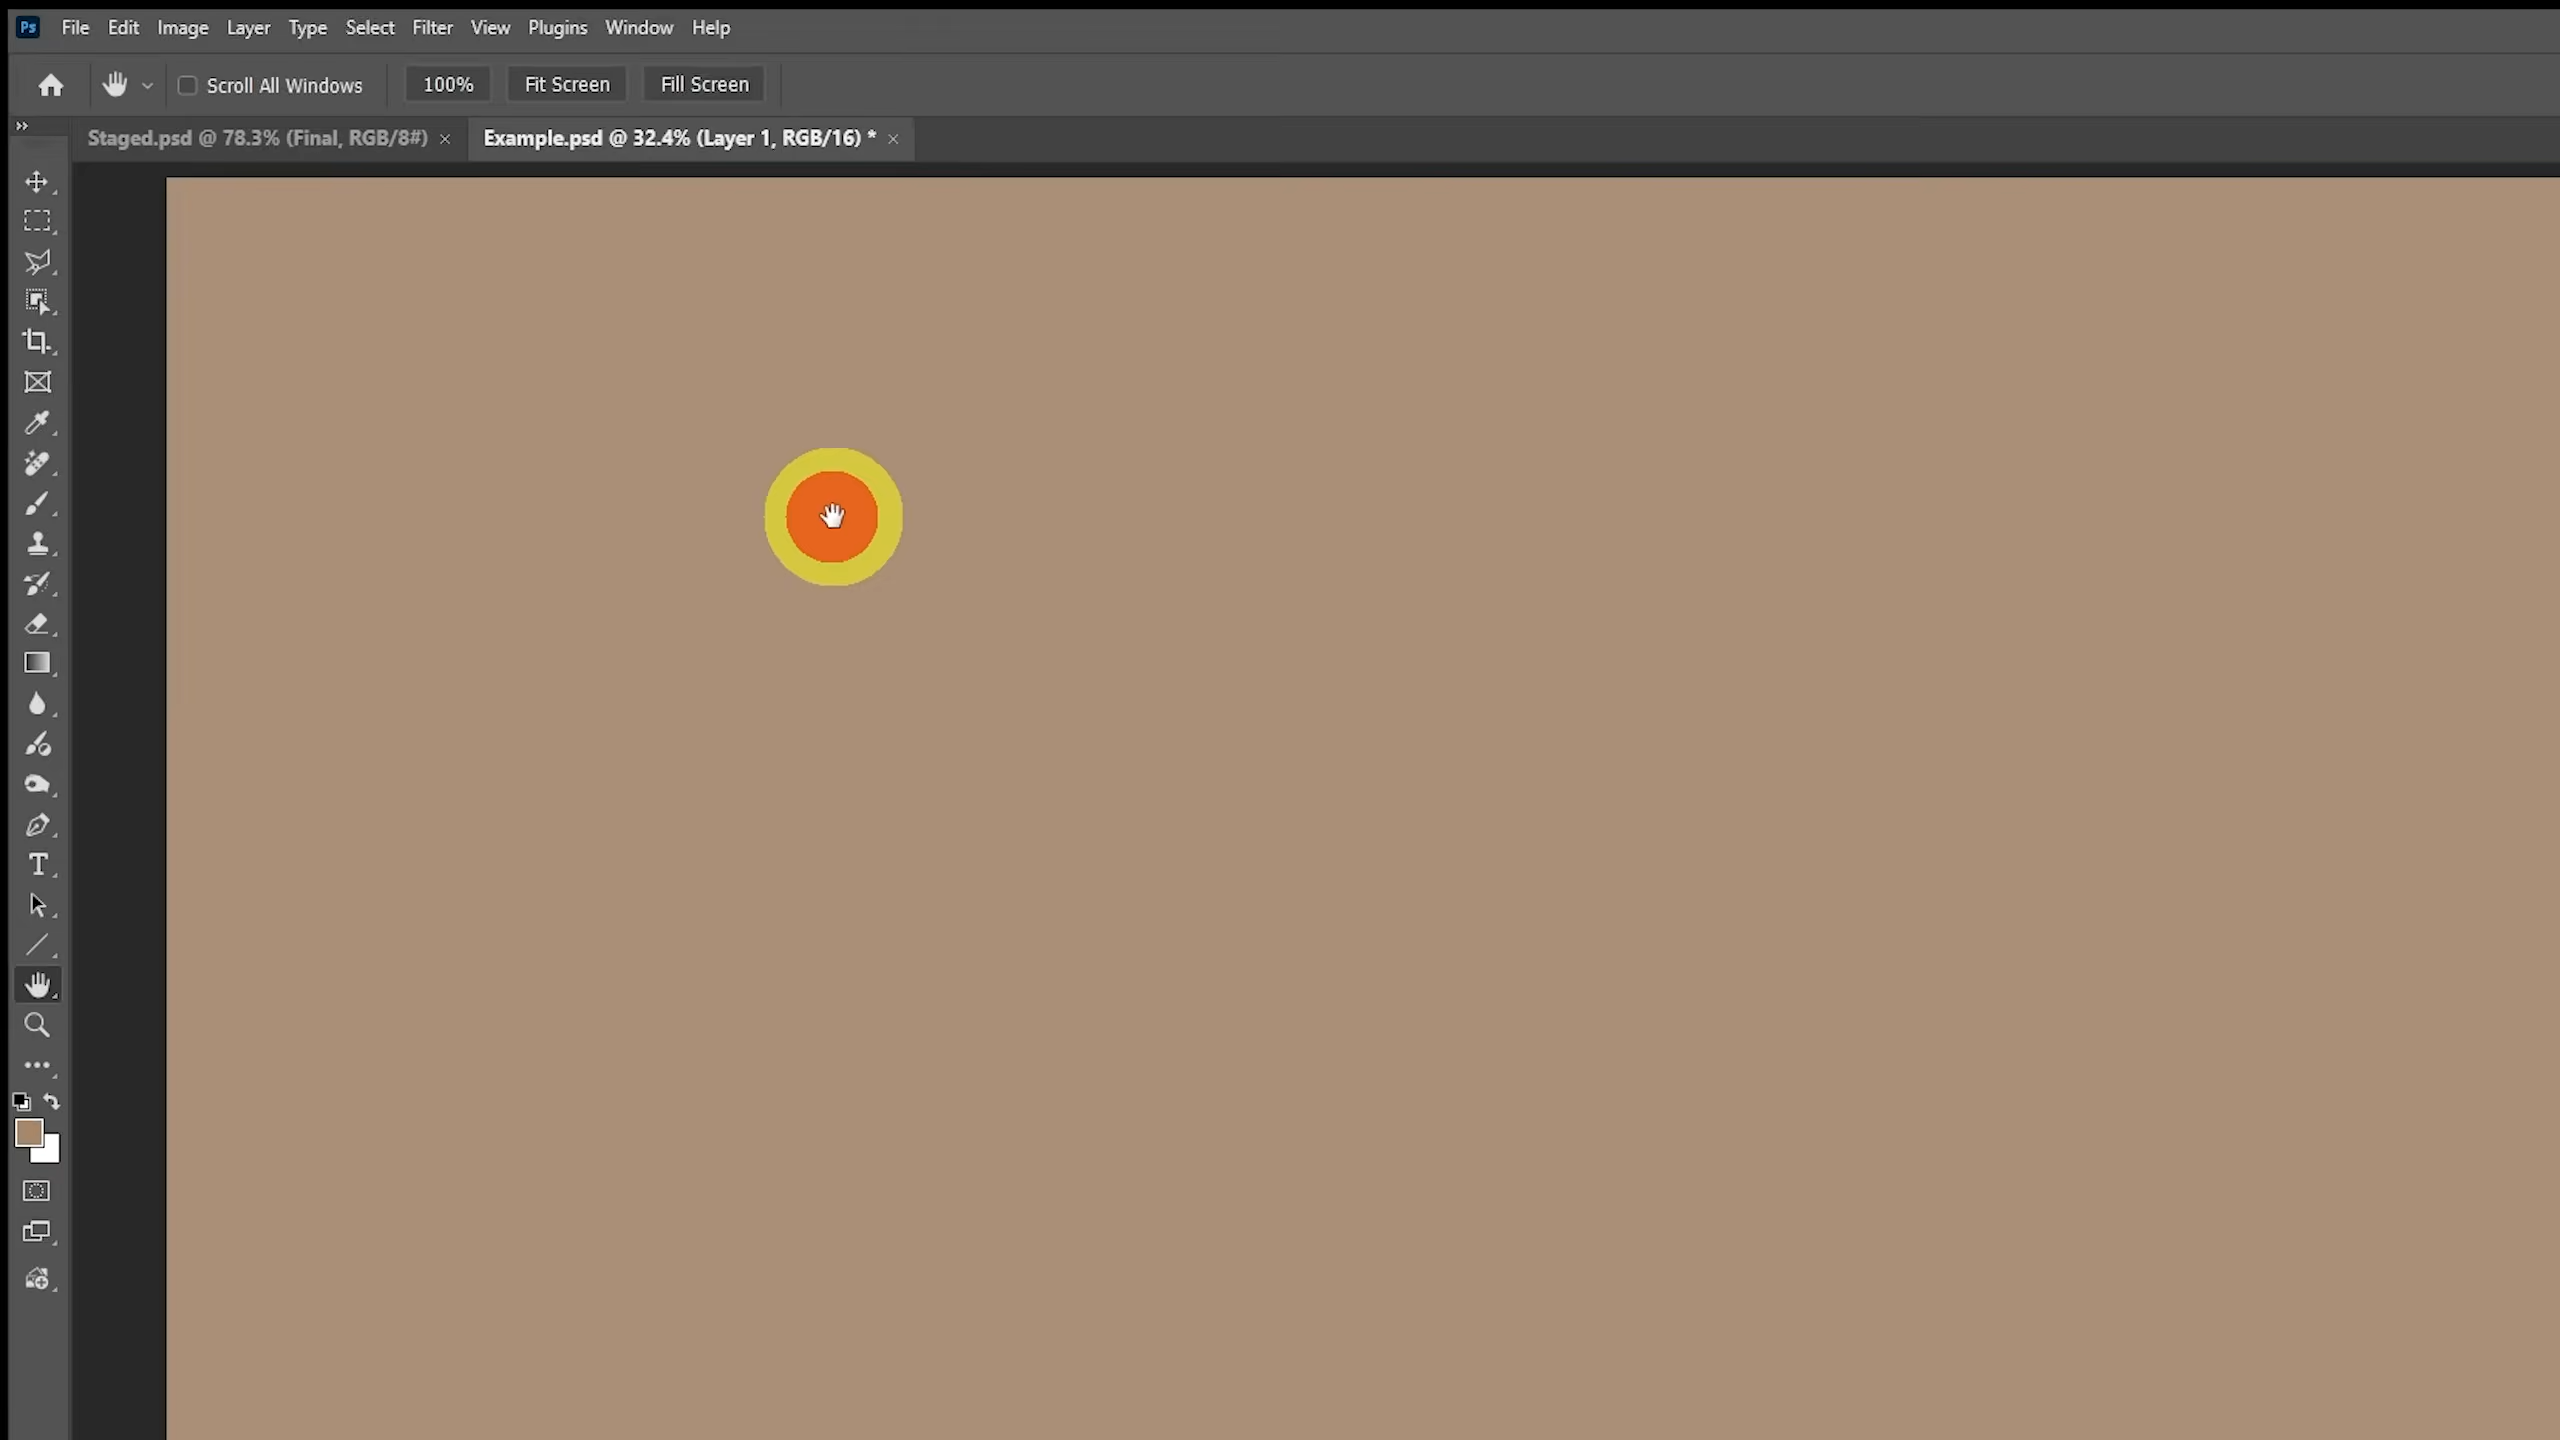 Ps File Edit Image Layer Type Select Filter View Plugins Window Help
Scroll All Windows 100% Fit Screen Fill Screen
Staged.psd @ 78.3% (Final, RGB/8#) × Example.psd @ 32.4% (Layer 1, RGB/16) * ×